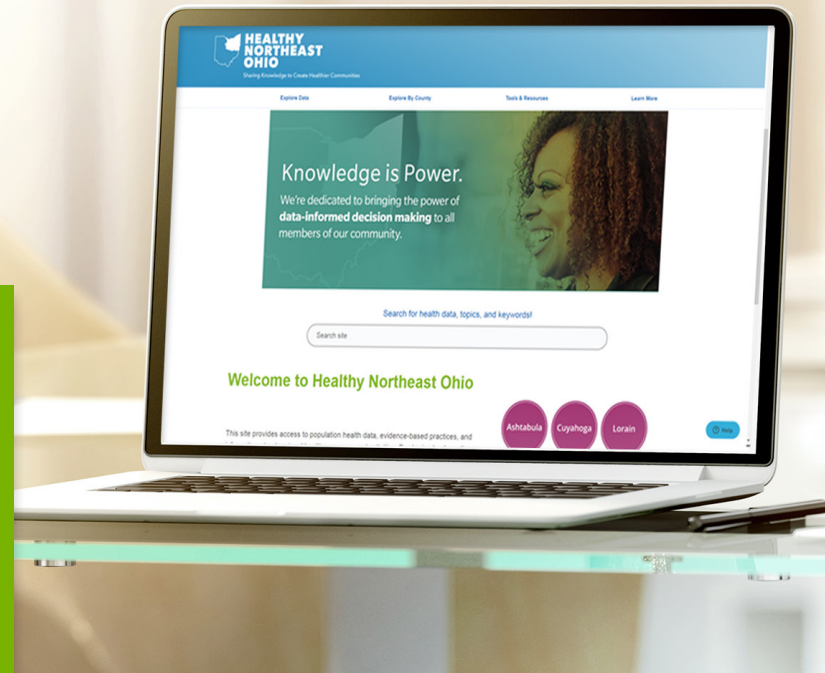 HEALTHY
NORTHEAST
OHIO
Sharing Knowledge to Create Healthier Communities
Explore Data
Explore By County
Tools & Resources
Learn More
Knowledge is Power.
We're dedicated to bringing the power of
data-informed decision making to all
members of our community.
Search for health data, topics, and keywords!
Search site
Welcome to Healthy Northeast Ohio
Ashtabula
Cuyahoga
Lorain
Help
This site provides access to population health data, evidence-based practices, and